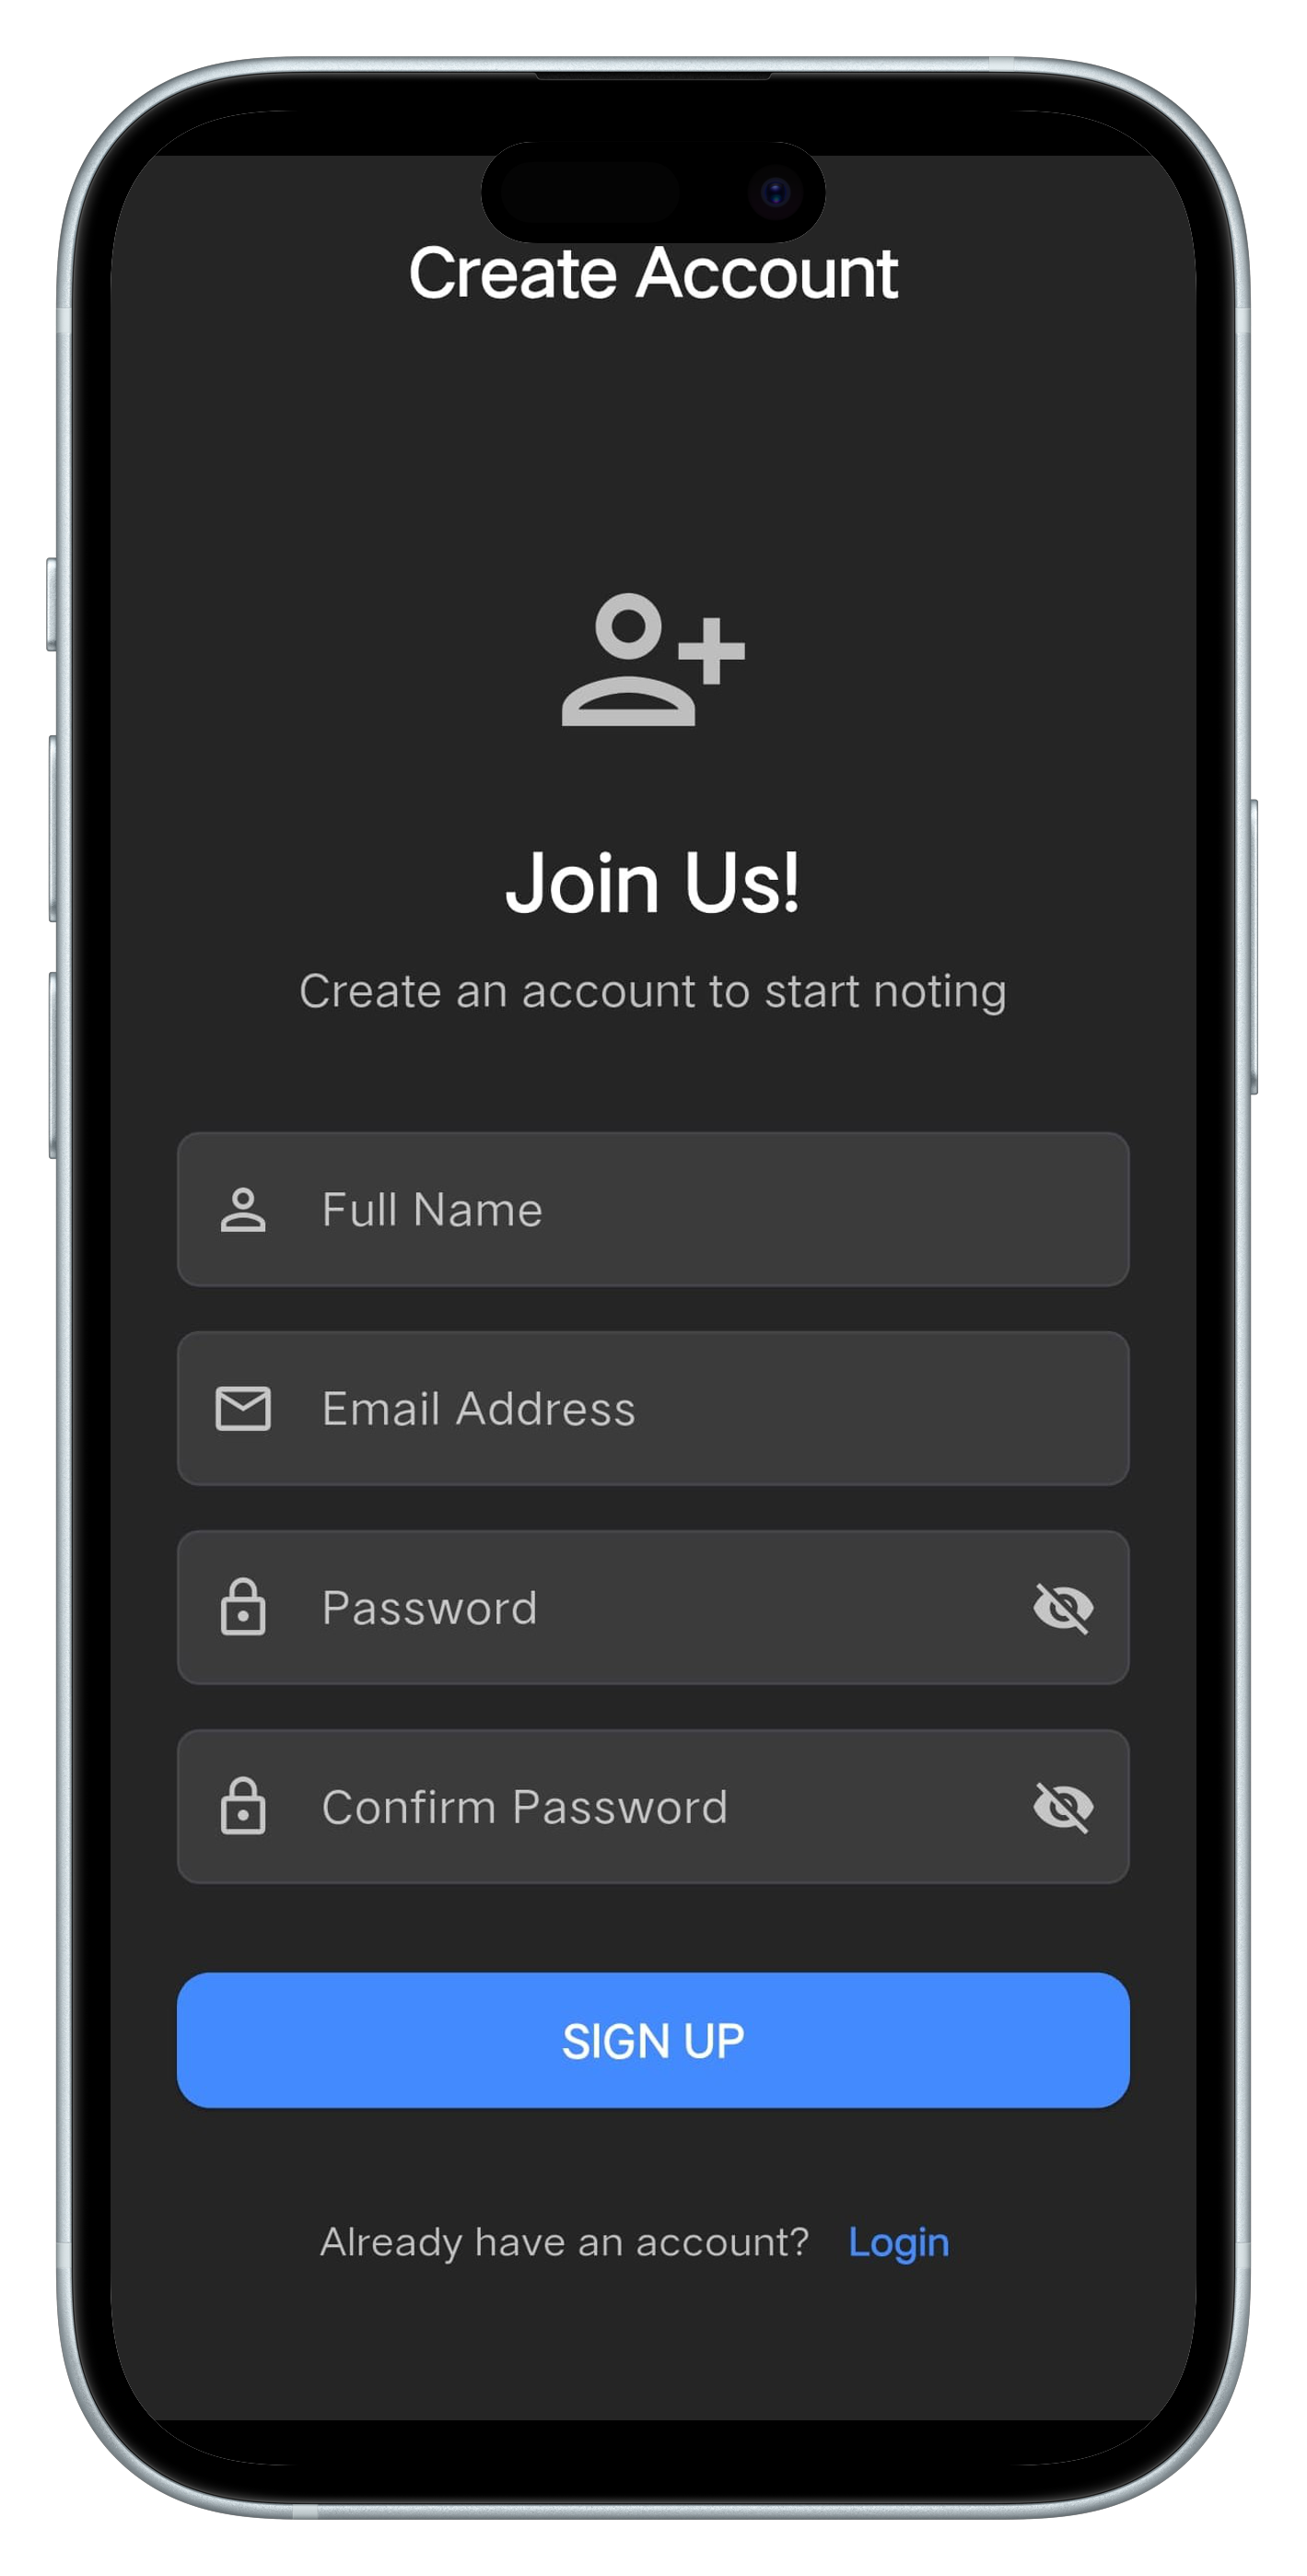 Create Account
Join Us!
Create an account to start noting
Full Name
Email Address
Password
Confirm Password
SIGN UP
Already have an account? Login